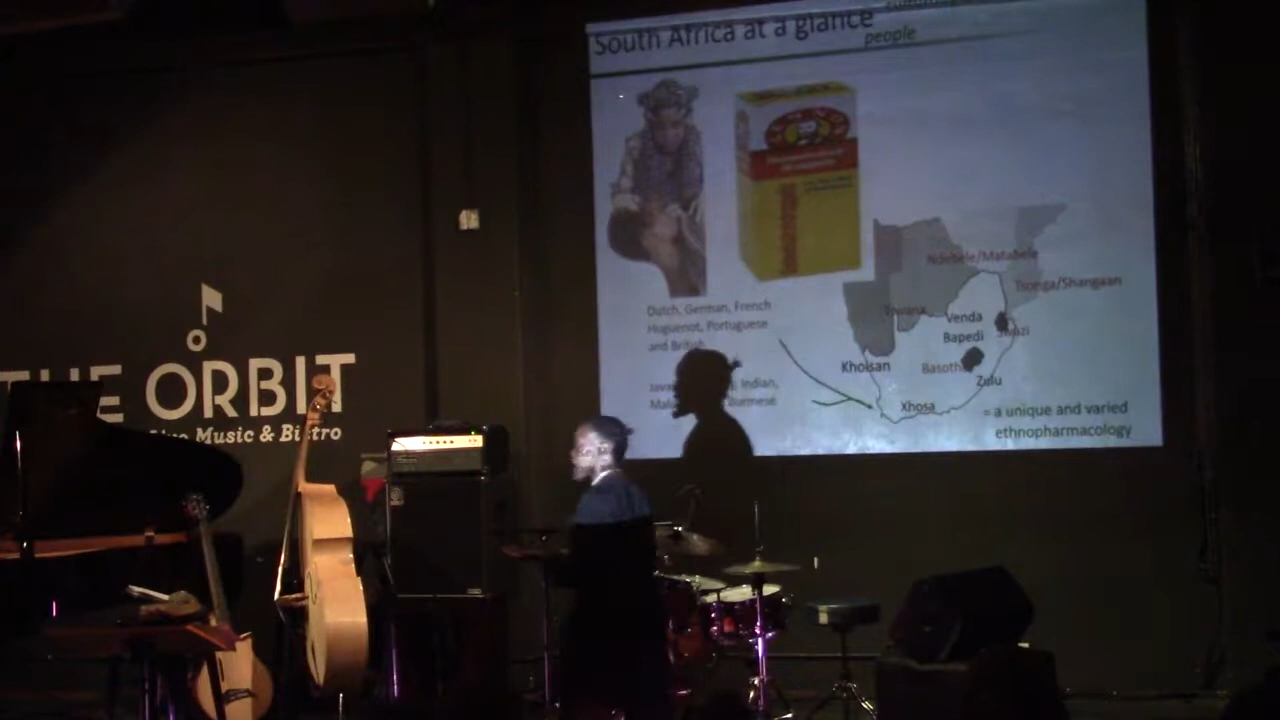 South Africa at a glance
people
Dutch, German, French
Huguenot, Portuguese
and British
Indian,
Burmese
Ndebele/Matabele
Tsonga/Shangaan
Tswana
Venda
Swazi
Bapedi
Khoisan
Basotho
Zulu
Xhosa
= a unique and varied
ethnopharmacology
THE ORBIT
Live Music & Bistro